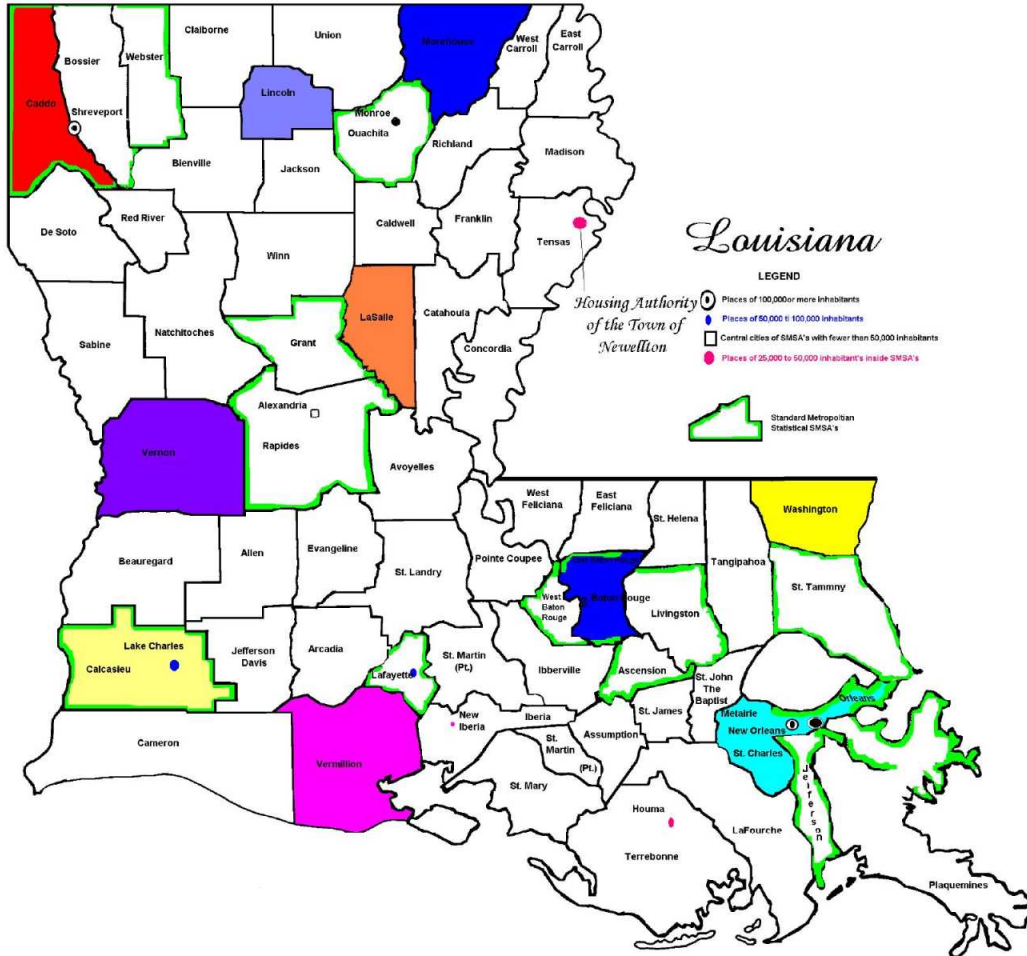 Claiborne
Union
Morehouse
West
Carroll
East
Carroll
Bossier
Webster
Caddo
Shreveport
Lincoln
Monroe
Ouachita
Richland
Madison
Bienville
Jackson
De Soto
Red River
Caldwell
Franklin
Tensas
Winn
Louisiana
LEGEND
Places of 100,000or more inhabitants
Places of 50,000 ti 100,000 inhabitants
Central cities of SMSA's with fewer than 50,000 inhabitants
Places of 25,000 to 50,000 inhabitant's inside SMSA's
Standard Metropoltian
Statistical SMSA's
Housing Authority
of the Town of
Newellton
Sabine
Natchitoches
Grant
LaSalle
Catahoula
Concordia
Alexandria
Rapides
Vernon
Avoyelles
West
Feliciana
East
Feliciana
St. Helena
Washington
Beauregard
Allen
Evangeline
St. Landry
Pointe Coupee
Tangipahoa
St. Tammny
West
Baton
Rouge
Baton Rouge
Livingston
Lake Charles
Calcasieu
Jefferson
Davis
Arcadia
Lafayette
St. Martin
(Pt.)
Ibberville
Ascension
St. John
The
Baptist
St. James
Orleans
Metairie
New Orleans
St. Charles
Jefferson
Cameron
Vermillion
New
Iberia
Iberia
St.
Martin
(Pt.)
Assumption
St. Mary
Houma
Terrebonne
LaFourche
Plaquemines